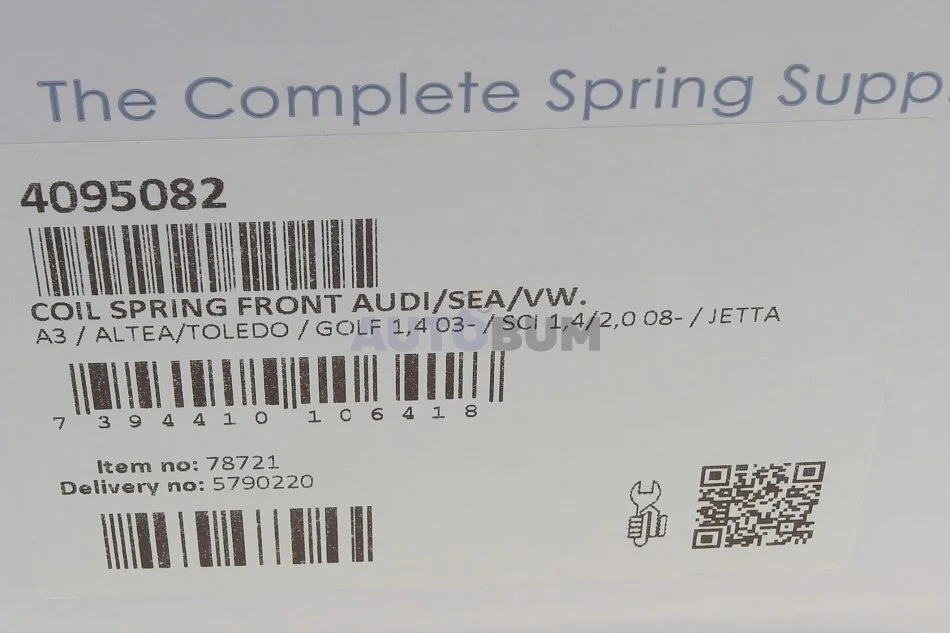 The Complete Spring Supp
4095082
COIL SPRING FRONT AUDI/SEA/VW.
A3 / ALTEA/TOLEDO / GOLF 1,4 03- / SCI 1,4/2,0 08- / JETTA
AUTOBUM
7 394410 106418
Item no: 78721
Delivery no: 5790220